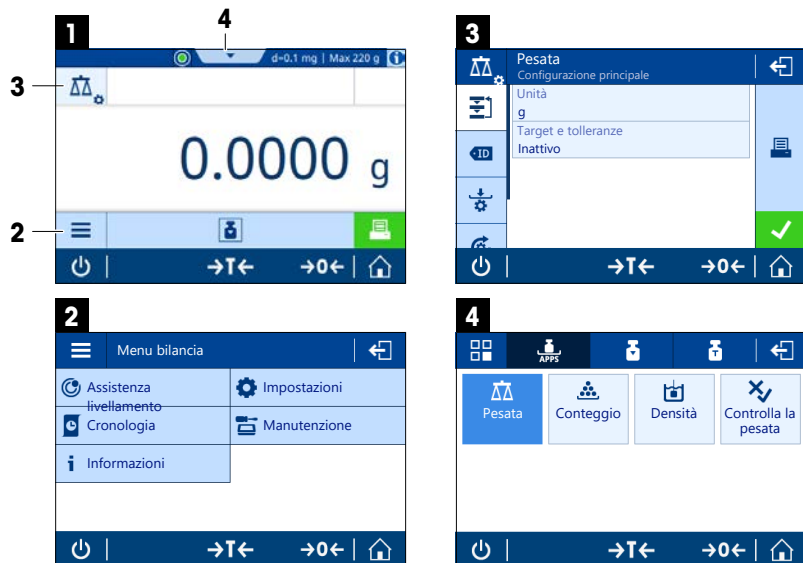 1
4
d=0.1 mg | Max 220 g
3
0.0000 g
2
→T←
→0←
3
Pesata
Configurazione principale
Unità
g
Target e tolleranze
Inattivo
ID
→T←
→0←
2
Menu bilancia
Assistenza
livellamento
Impostazioni
Cronologia
Manutenzione
Informazioni
→T←
→0←
4
APPS
T
Pesata
Conteggio
Densità
Controlla la
pesata
→T←
→0←